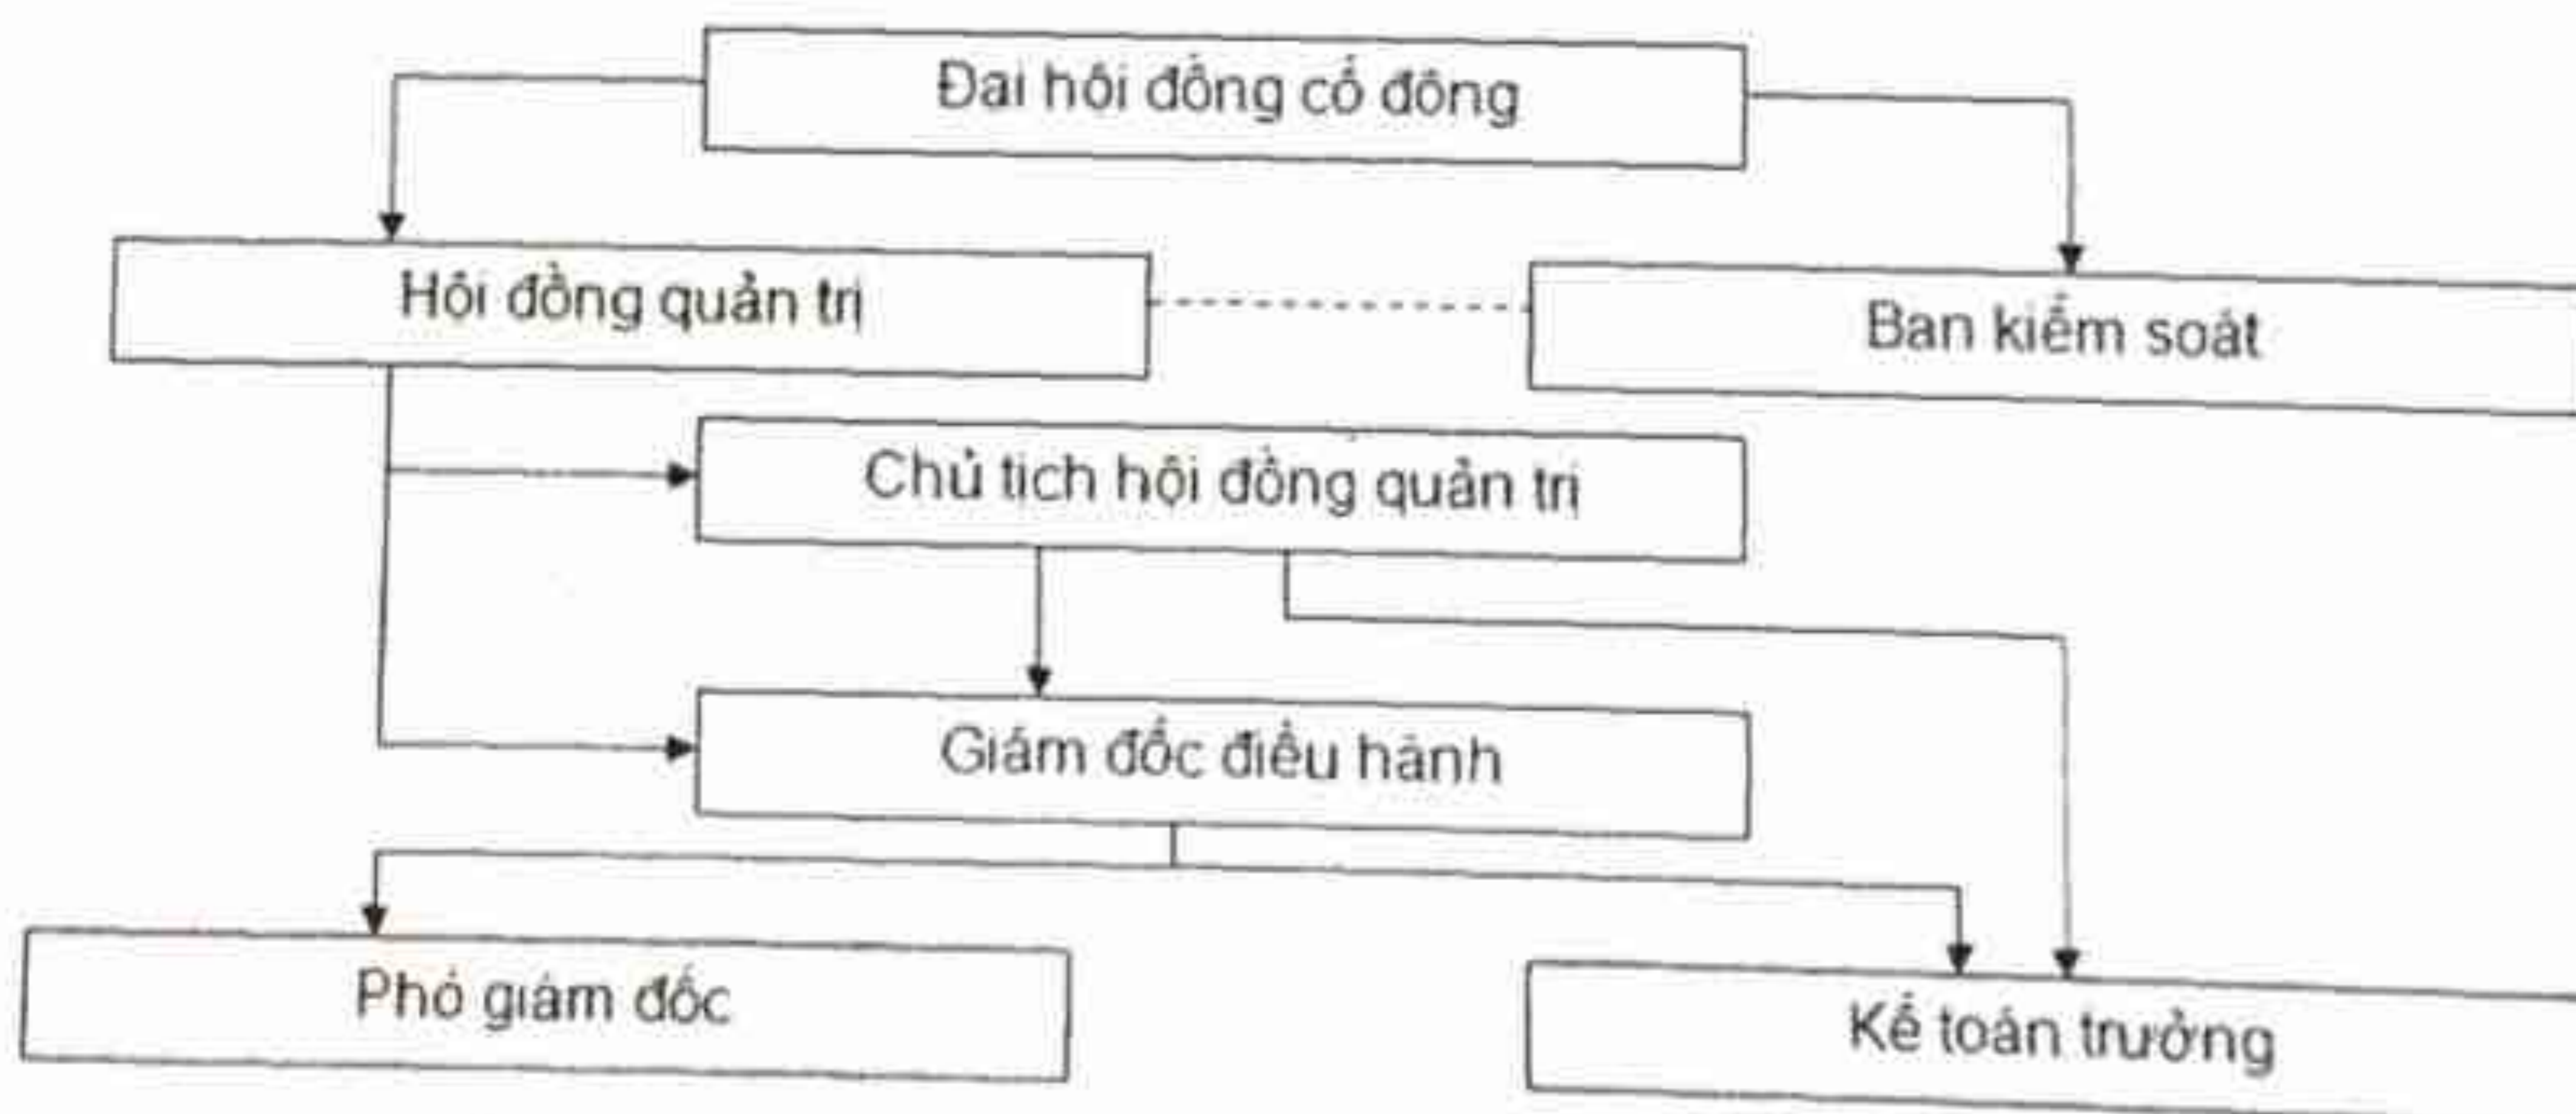 Đại hội đồng cổ đông
Hội đồng quản trị
Ban kiểm soát
Chủ tịch hội đồng quản trị
Giám đốc điều hành
Phó giám đốc
Kế toán trưởng